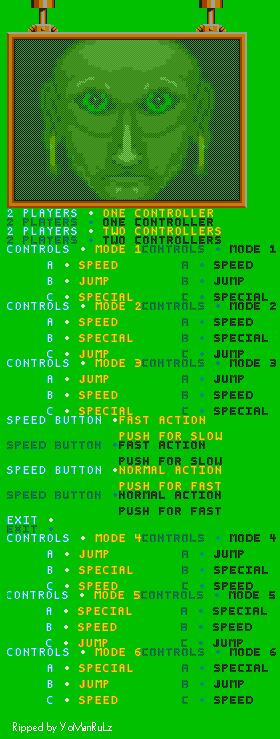 2 PLAYERS • ONE CONTROLLER
2 PLAYERS • ONE CONTROLLER
2 PLAYERS • TWO CONTROLLERS
2 PLAYERS • TWO CONTROLLERS
CONTROLS • MODE 1 CONTROLS • MODE 1
A • SPEED A • SPEED
B • JUMP B • JUMP
C • SPECIAL C • SPECIAL
CONTROLS • MODE 2 CONTROLS • MODE 2
A • SPEED A • SPEED
B • SPECIAL B • SPECIAL
C • JUMP C • JUMP
CONTROLS • MODE 3 CONTROLS • MODE 3
A • JUMP A • JUMP
B • SPEED B • SPEED
C • SPECIAL C • SPECIAL
SPEED BUTTON • FAST ACTION
PUSH FOR SLOW
SPEED BUTTON • FAST ACTION
PUSH FOR SLOW
SPEED BUTTON • NORMAL ACTION
PUSH FOR FAST
SPEED BUTTON • NORMAL ACTION
PUSH FOR FAST
EXIT •
EXIT •
CONTROLS • MODE 4 CONTROLS • MODE 4
A • JUMP A • JUMP
B • SPECIAL B • SPECIAL
C • SPEED C • SPEED
CONTROLS • MODE 5 CONTROLS • MODE 5
A • SPECIAL A • SPECIAL
B • SPEED B • SPEED
C • JUMP C • JUMP
CONTROLS • MODE 6 CONTROLS • MODE 6
A • SPECIAL A • SPECIAL
B • JUMP B • JUMP
C • SPEED C • SPEED
Ripped by YoManRuLz